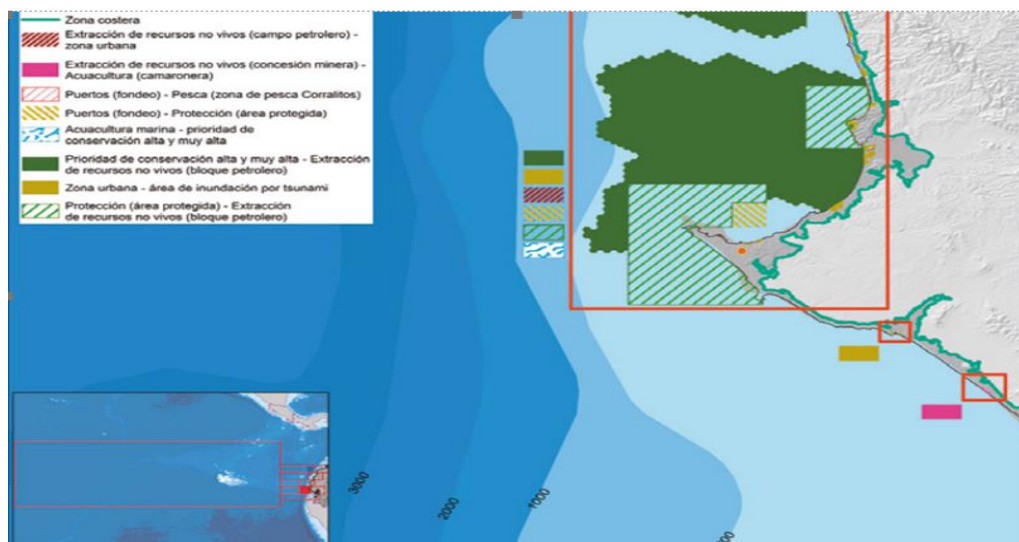 Zona costera
Extracción de recursos no vivos (campo petrolero) -
zona urbana
Extracción de recursos no vivos (concesión minera) -
Acuacultura (camaronera)
Puertos (fondeo) - Pesca (zona de pesca Corralitos)
Puertos (fondeo) - Protección (área protegida)
Acuacultura marina - prioridad de
conservación alta y muy alta
Prioridad de conservación alta y muy alta - Extracción
de recursos no vivos (bloque petrolero)
Zona urbana - área de inundación por tsunami
Protección (área protegida) - Extracción
de recursos no vivos (bloque petrolero)
3000
2000
1000